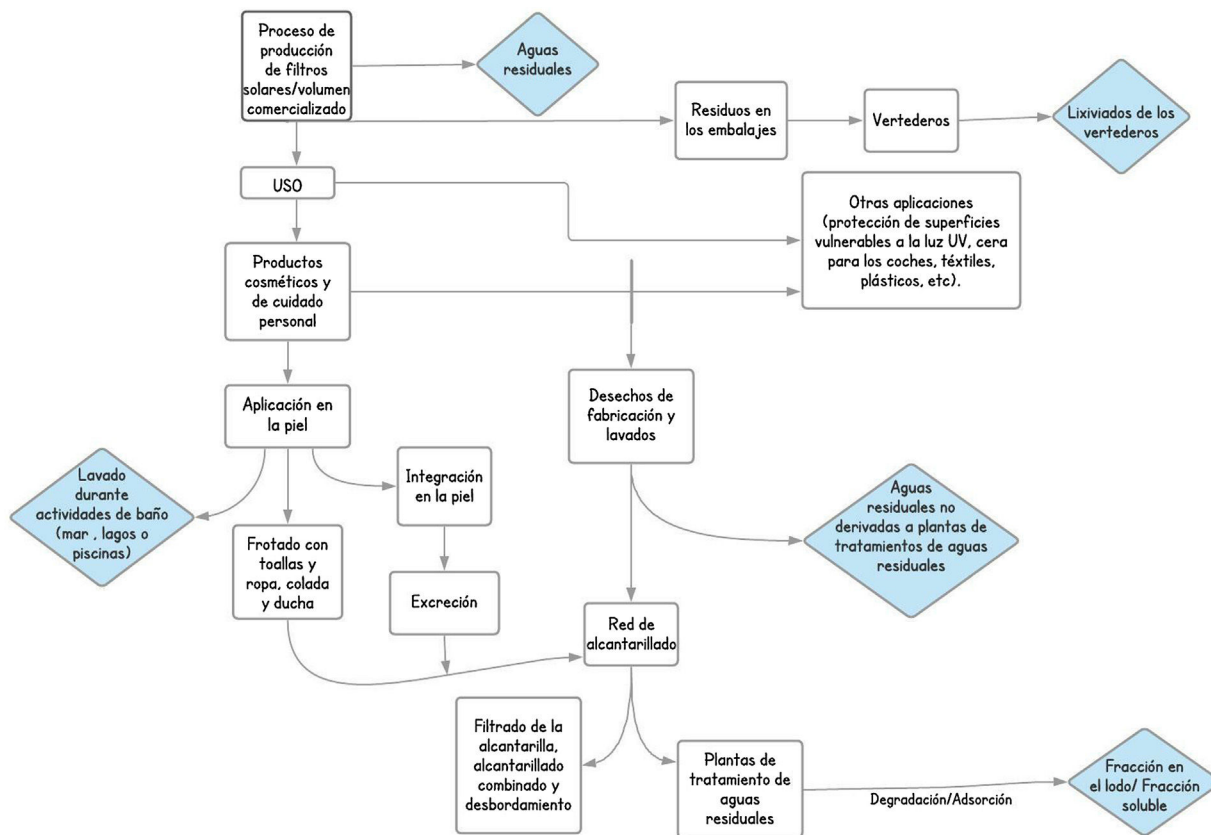 Proceso de
producción
de filtros
solares/volumen
comercializado
Aguas
residuales
Residuos en
los embalajes
Vertederos
Lixiviados de los
vertederos
USO
Otras aplicaciones
(protección de superficies
vulnerables a la luz UV, cera
para los coches, téxtiles,
plásticos, etc).
Productos
cosméticos y
de cuidado
personal
Aplicación en
la piel
Desechos de
fabricación y
lavados
Lavado
durante
actividades de baño
(mar , lagos o
piscinas)
Integración
en la piel
Aguas
residuales no
derivadas a plantas de
tratamientos de aguas
residuales
Frotado con
toallas y
ropa, colada
y ducha
Excreción
Red de
alcantarillado
Filtrado de la
alcantarilla,
alcantarillado
combinado y
desbordamiento
Plantas de
tratamiento de
aguas
residuales
Degradación/Adsorción
Fracción en
el lodo/ Fracción
soluble